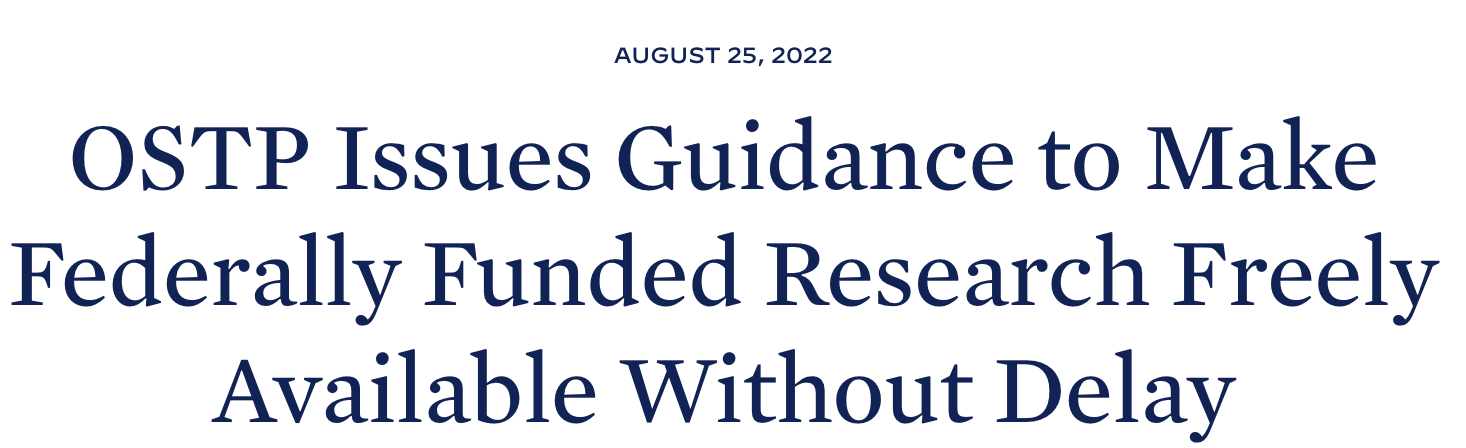 AUGUST 25, 2022
OSTP Issues Guidance to Make
Federally Funded Research Freely
Available Without Delay